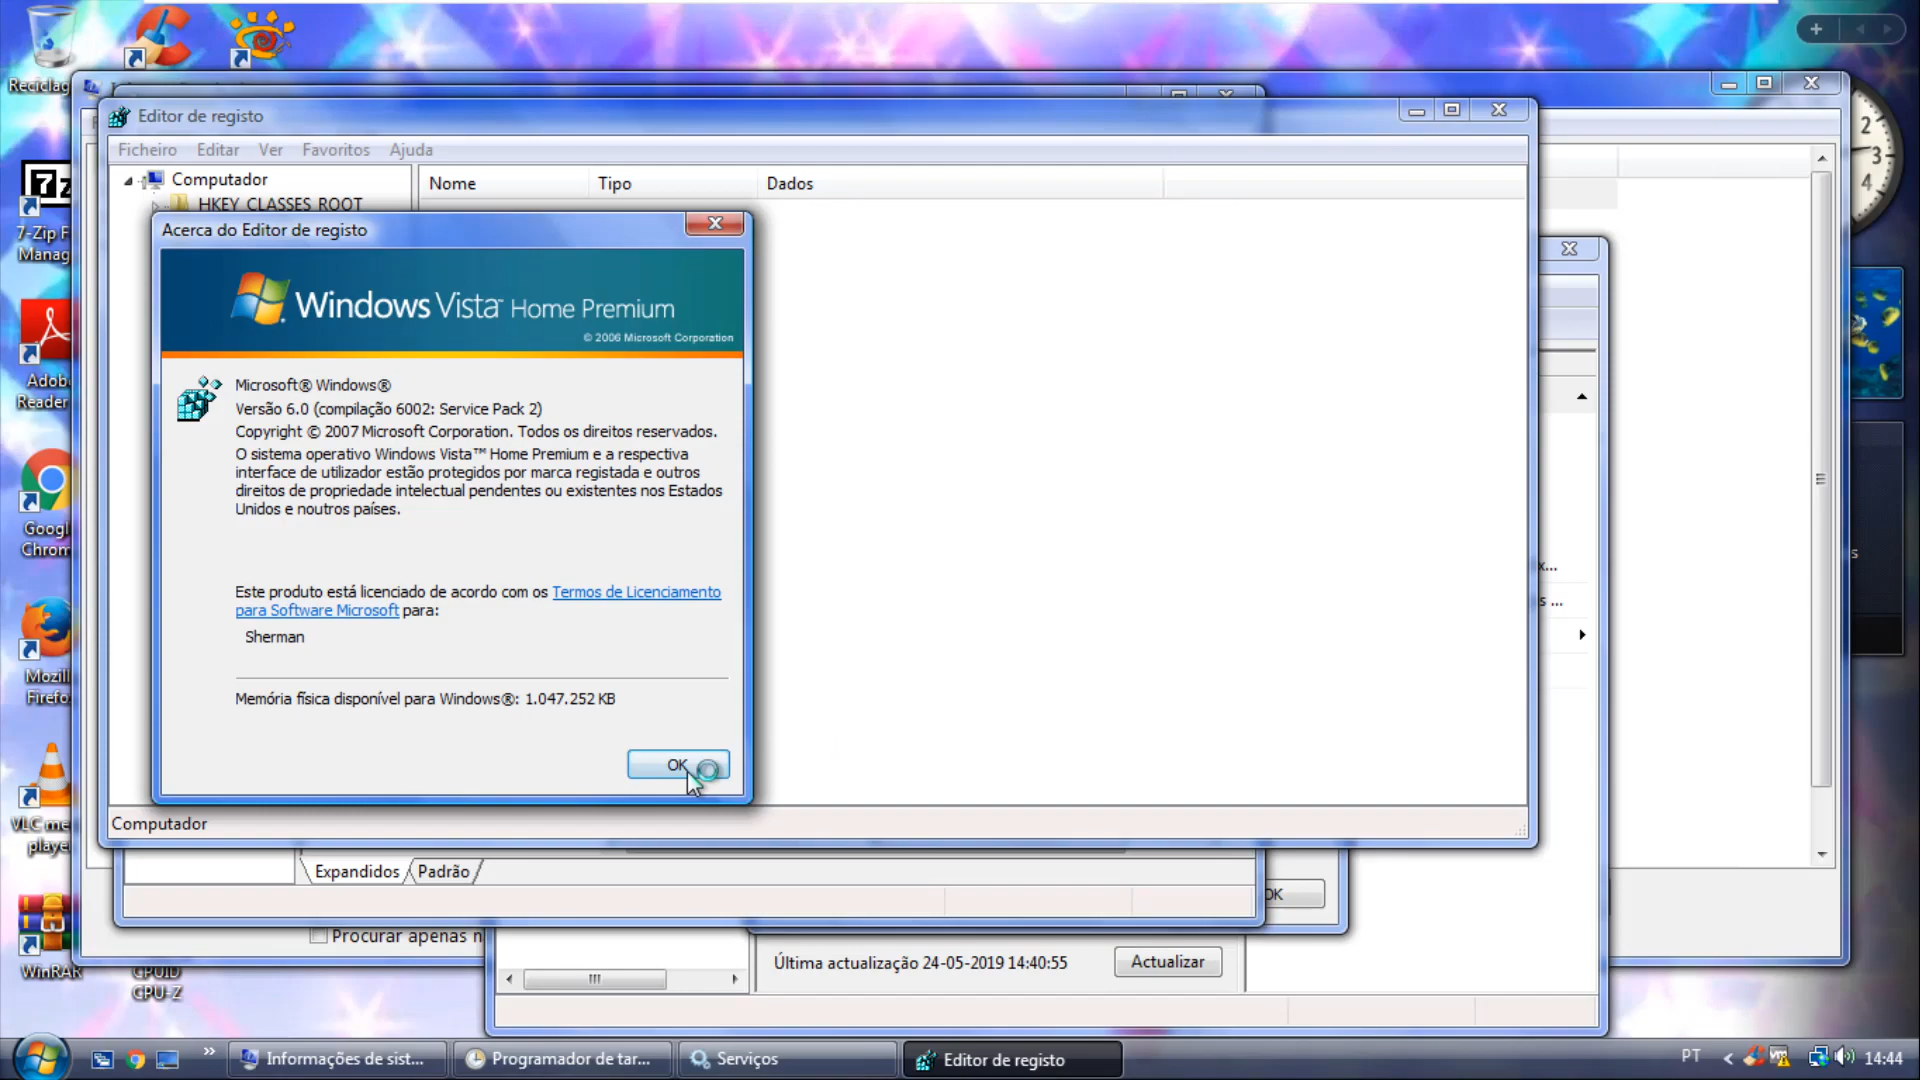 Editor de registo
Ficheiro Editar Ver Favoritos Ajuda
Computador
HKEY_CLASSES_ROOT
Nome Tipo Dados
Acerca do Editor de registo
Windows Vista™ Home Premium
© 2006 Microsoft Corporation
Microsoft® Windows®
Versão 6.0 (compilação 6002: Service Pack 2)
Copyright © 2007 Microsoft Corporation. Todos os direitos reservados.
O sistema operativo Windows Vista™ Home Premium e a respectiva
interface de utilizador estão protegidos por marca registada e outros
direitos de propriedade intelectual pendentes ou existentes nos Estados
Unidos e noutros países.
Este produto está licenciado de acordo com os Termos de Licenciamento
para Software Microsoft para:
Sherman
Memória física disponível para Windows®: 1.047.252 KB
OK
Computador
Expandidos Padrão
OK
Procurar apenas n
Última actualização 24-05-2019 14:40:55
Actualizar
x...
s ...
s
2
3
4
Reciclag
7-Zip F
Manag
Adob
Reader
Googl
Chrom
Mozil
Firefo
VLC me
playe
WinRAR
CPUID
CPU-Z
Informações de sist...
Programador de tar...
Serviços
Editor de registo
PT
14:44